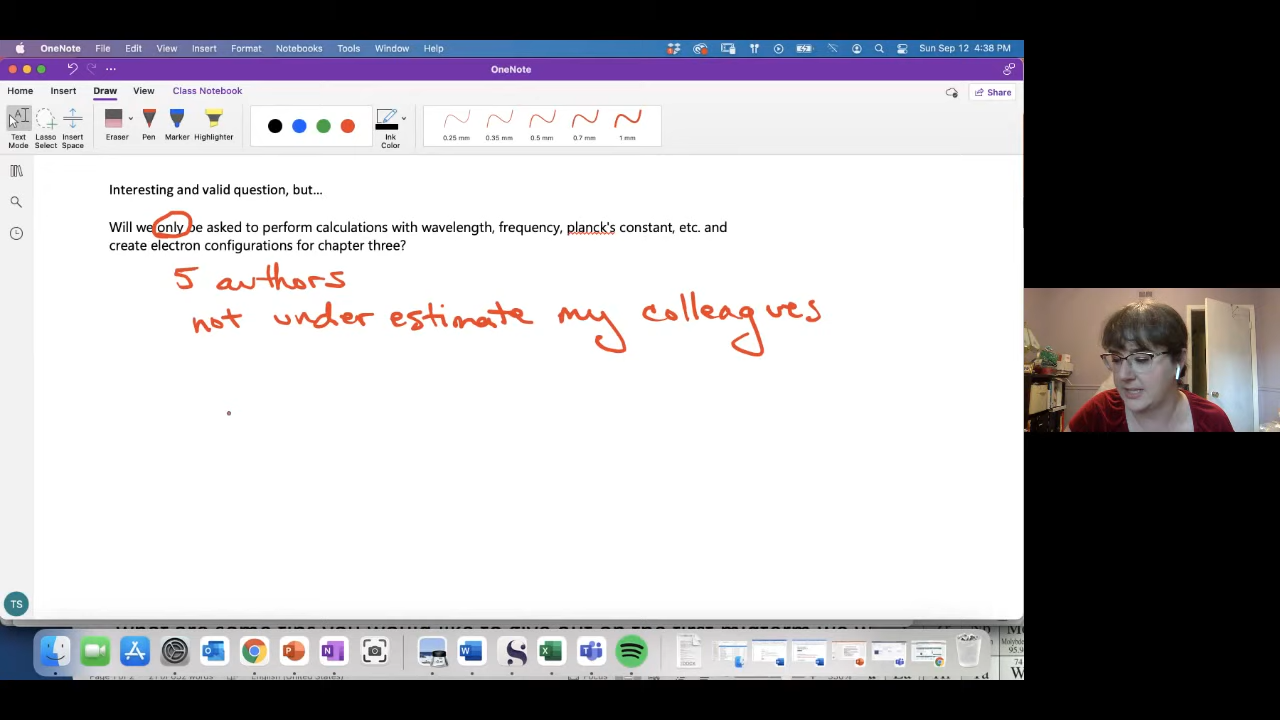 OneNote File Edit View Insert Format Notebooks Tools Window Help Sun Sep 12 4:38 PM
OneNote
Home Insert Draw View Class Notebook Share
Text Mode Lasso Select Insert Space Eraser Pen Marker Highlighter Ink Color 0.25 mm 0.35 mm 0.5 mm 0.7 mm 1 mm
Interesting and valid question, but...
Will we only be asked to perform calculations with wavelength, frequency, planck's constant, etc. and
create electron configurations for chapter three?
5 authors
not under estimate my colleagues
TS